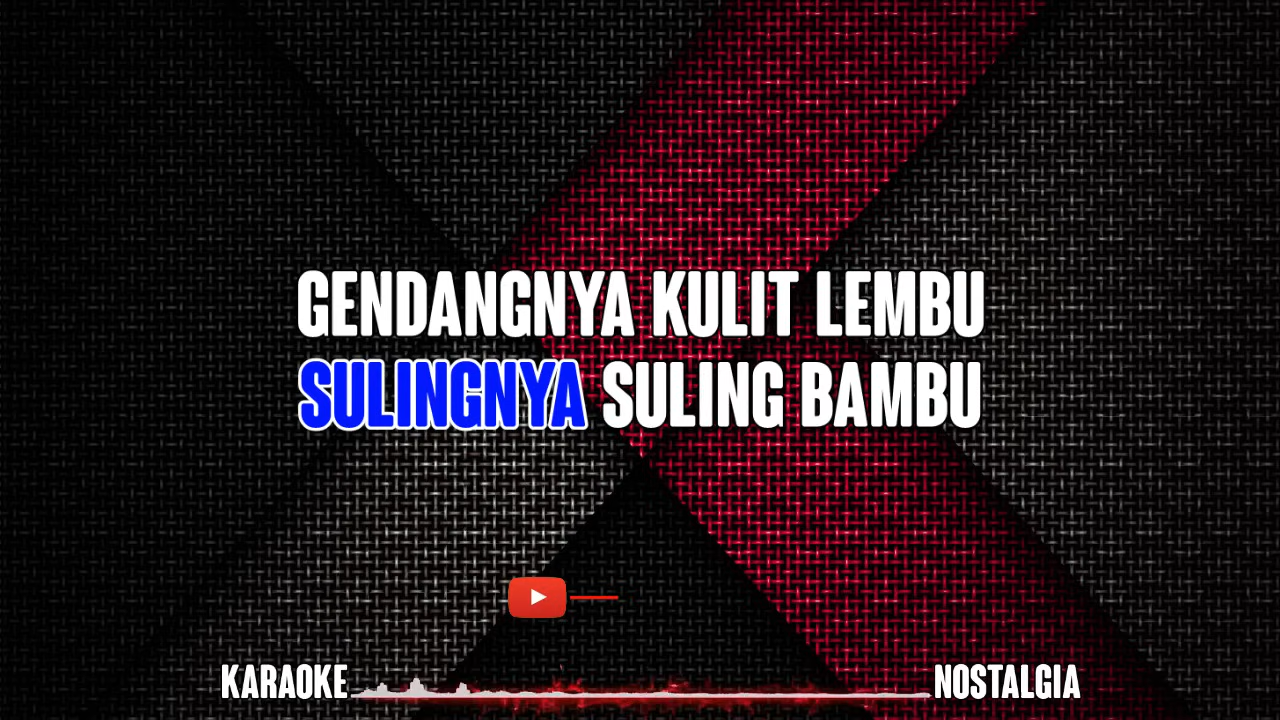 GENDANGNYA KULIT LEMBU
SULINGNYA SULING BAMBU
KARAOKE
NOSTALGIA